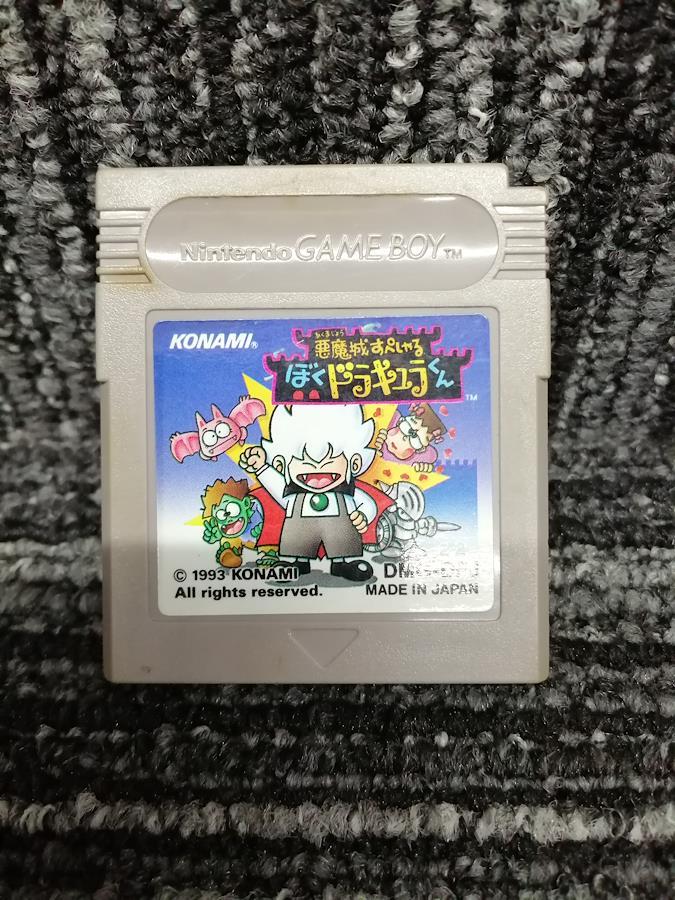 Nintendo GAME BOY™
KONAMI®
あくまじょう
悪魔城すぺしゃる
ぼくドラキュラくん
™
© 1993 KONAMI
All rights reserved.
MADE IN JAPAN